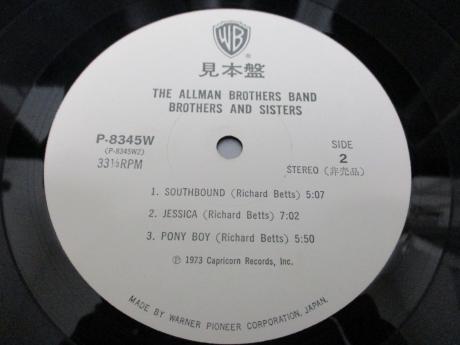 WB
見本盤
THE ALLMAN BROTHERS BAND
BROTHERS AND SISTERS
P-8345W
(P-8345W2)
33⅓RPM
SIDE
2
STEREO (非売品)
1. SOUTHBOUND (Richard Betts) 5:07
2. JESSICA (Richard Betts) 7:02
3. PONY BOY (Richard Betts) 5:50
℗ 1973 Capricorn Records, Inc.
MADE BY WARNER PIONEER CORPORATION, JAPAN.